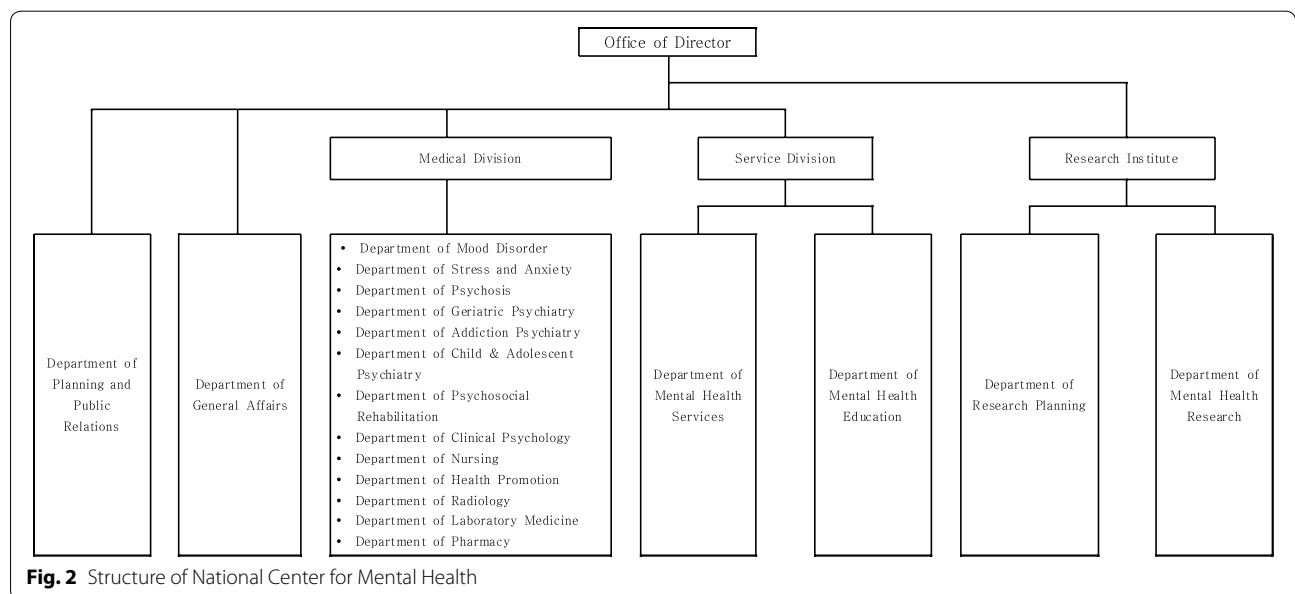 Office of Director
Medical Division
Service Division
Research Institute
Department of
Planning and
Public
Relations
Department of
General Affairs
• Department of Mood Disorder
• Department of Stress and Anxiety
• Department of Psychosis
• Department of Geriatric Psychiatry
• Department of Addiction Psychiatry
• Department of Child & Adolescent
Psychiatry
• Department of Psychosocial
Rehabilitation
• Department of Clinical Psychology
• Department of Nursing
• Department of Health Promotion
• Department of Radiology
• Department of Laboratory Medicine
• Department of Pharmacy
Department of
Mental Health
Services
Department of
Mental Health
Education
Department of
Research Planning
Department of
Mental Health
Research
Fig. 2 Structure of National Center for Mental Health